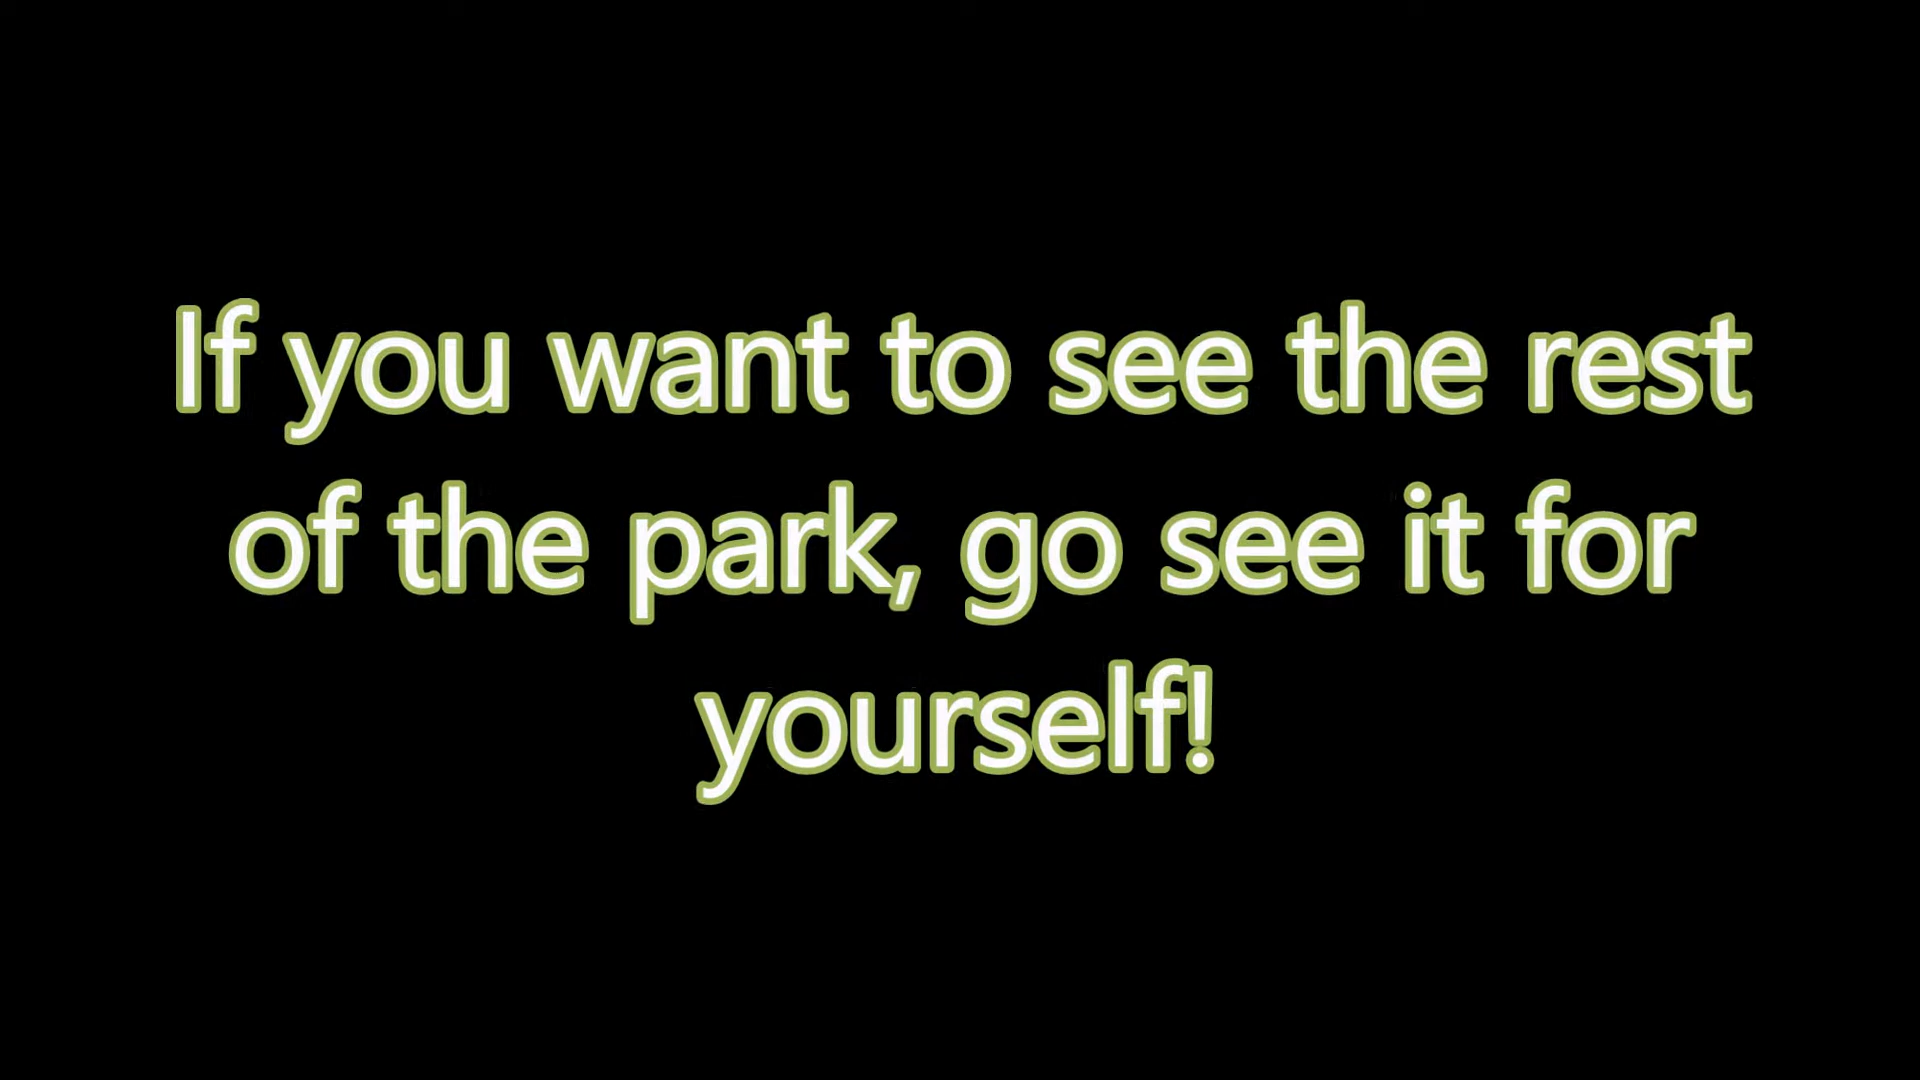 If you want to see the rest
of the park, go see it for
yourself!